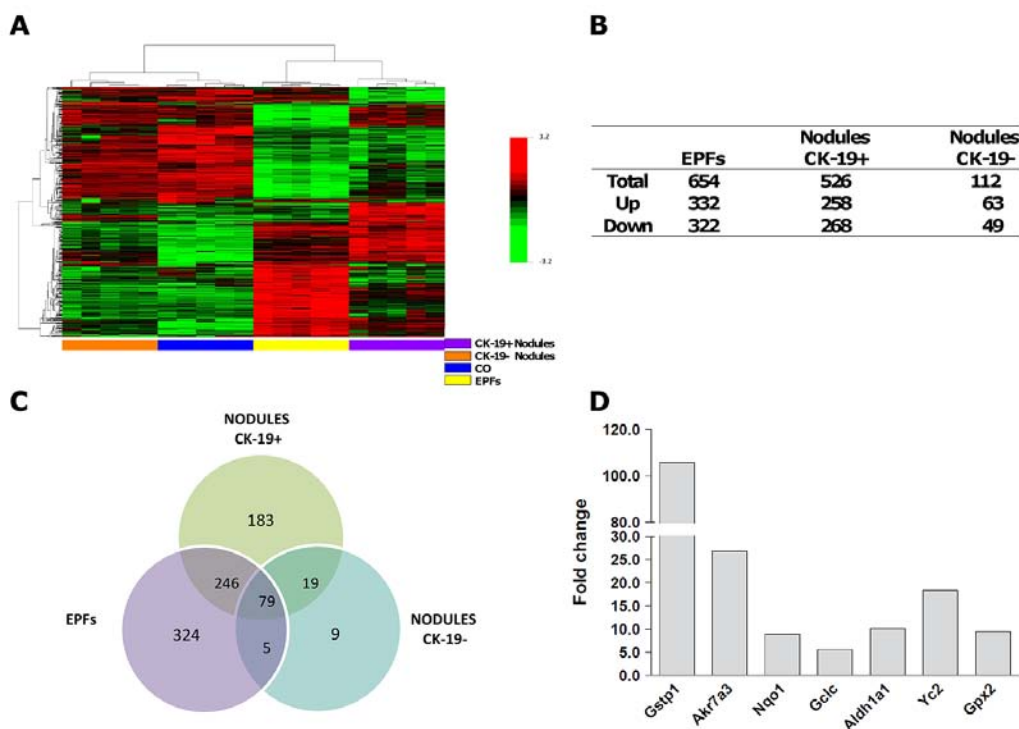 A
3.2
-3.2
CK-19+Nodules
CK-19- Nodules
CO
EPFs
B
Nodules Nodules
EPFs CK-19+ CK-19-
Total 654 526 112
Up 332 258 63
Down 322 268 49
C
NODULES
CK-19+
183
246 19
79
EPFs
324
5
9
NODULES
CK-19-
D
Fold change
120.0
100.0
80.0
30.0
25.0
20.0
15.0
10.0
5.0
0.0
Gstp1 Akr7a3 Nqo1 Gclc Aldh1a1 Yc2 Gpx2